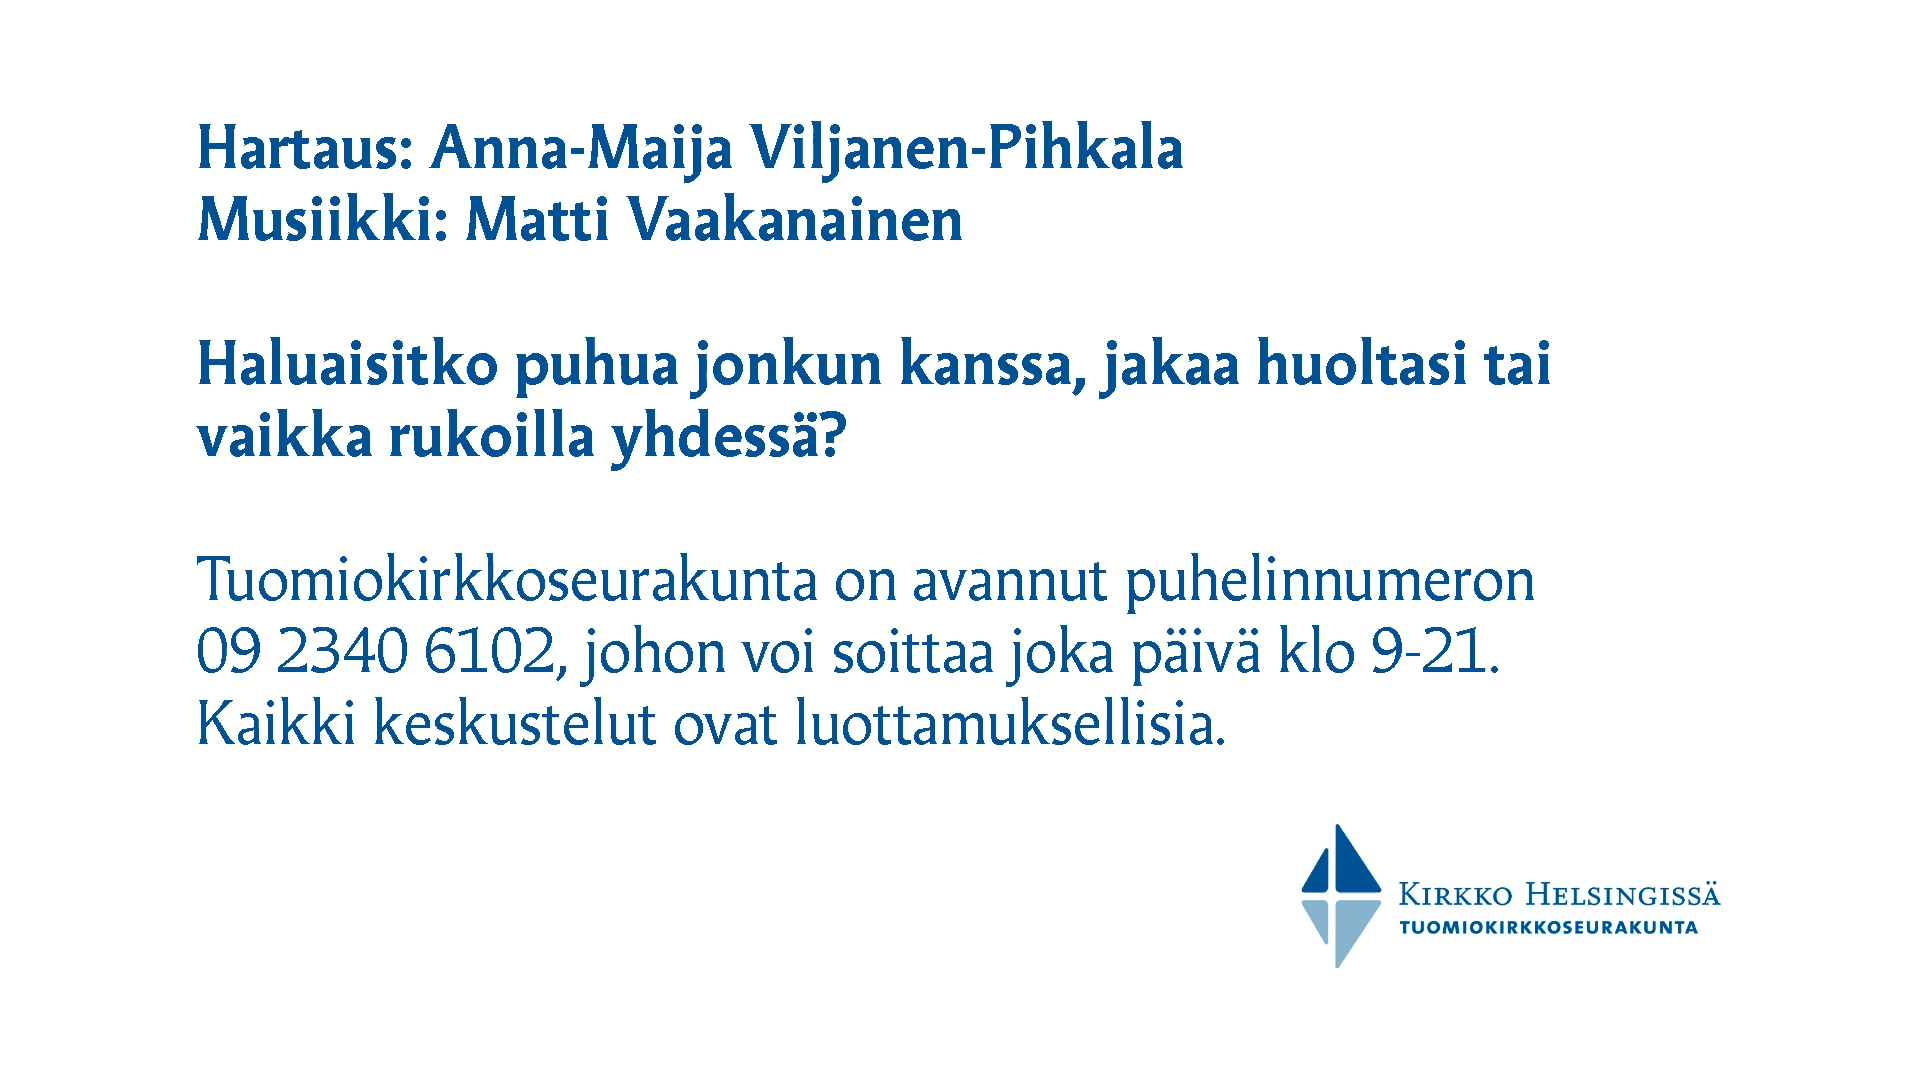 Hartaus: Anna-Maija Viljanen-Pihkala
Musiikki: Matti Vaakanainen
Haluaisitko puhua jonkun kanssa, jakaa huoltasi tai
vaikka rukoilla yhdessä?
Tuomiokirkkoseurakunta on avannut puhelinnumeron
09 2340 6102, johon voi soittaa joka päivä klo 9-21.
Kaikki keskustelut ovat luottamuksellisia.
Kirkko Helsingissä
TUOMIOKIRKKOSEURAKUNTA